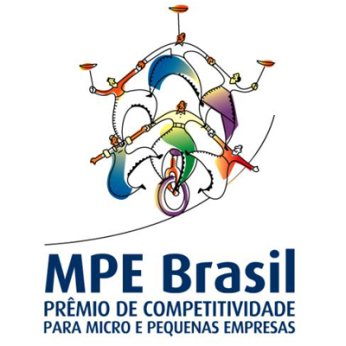 MPE Brasil
PRÊMIO DE COMPETITIVIDADE
PARA MICRO E PEQUENAS EMPRESAS